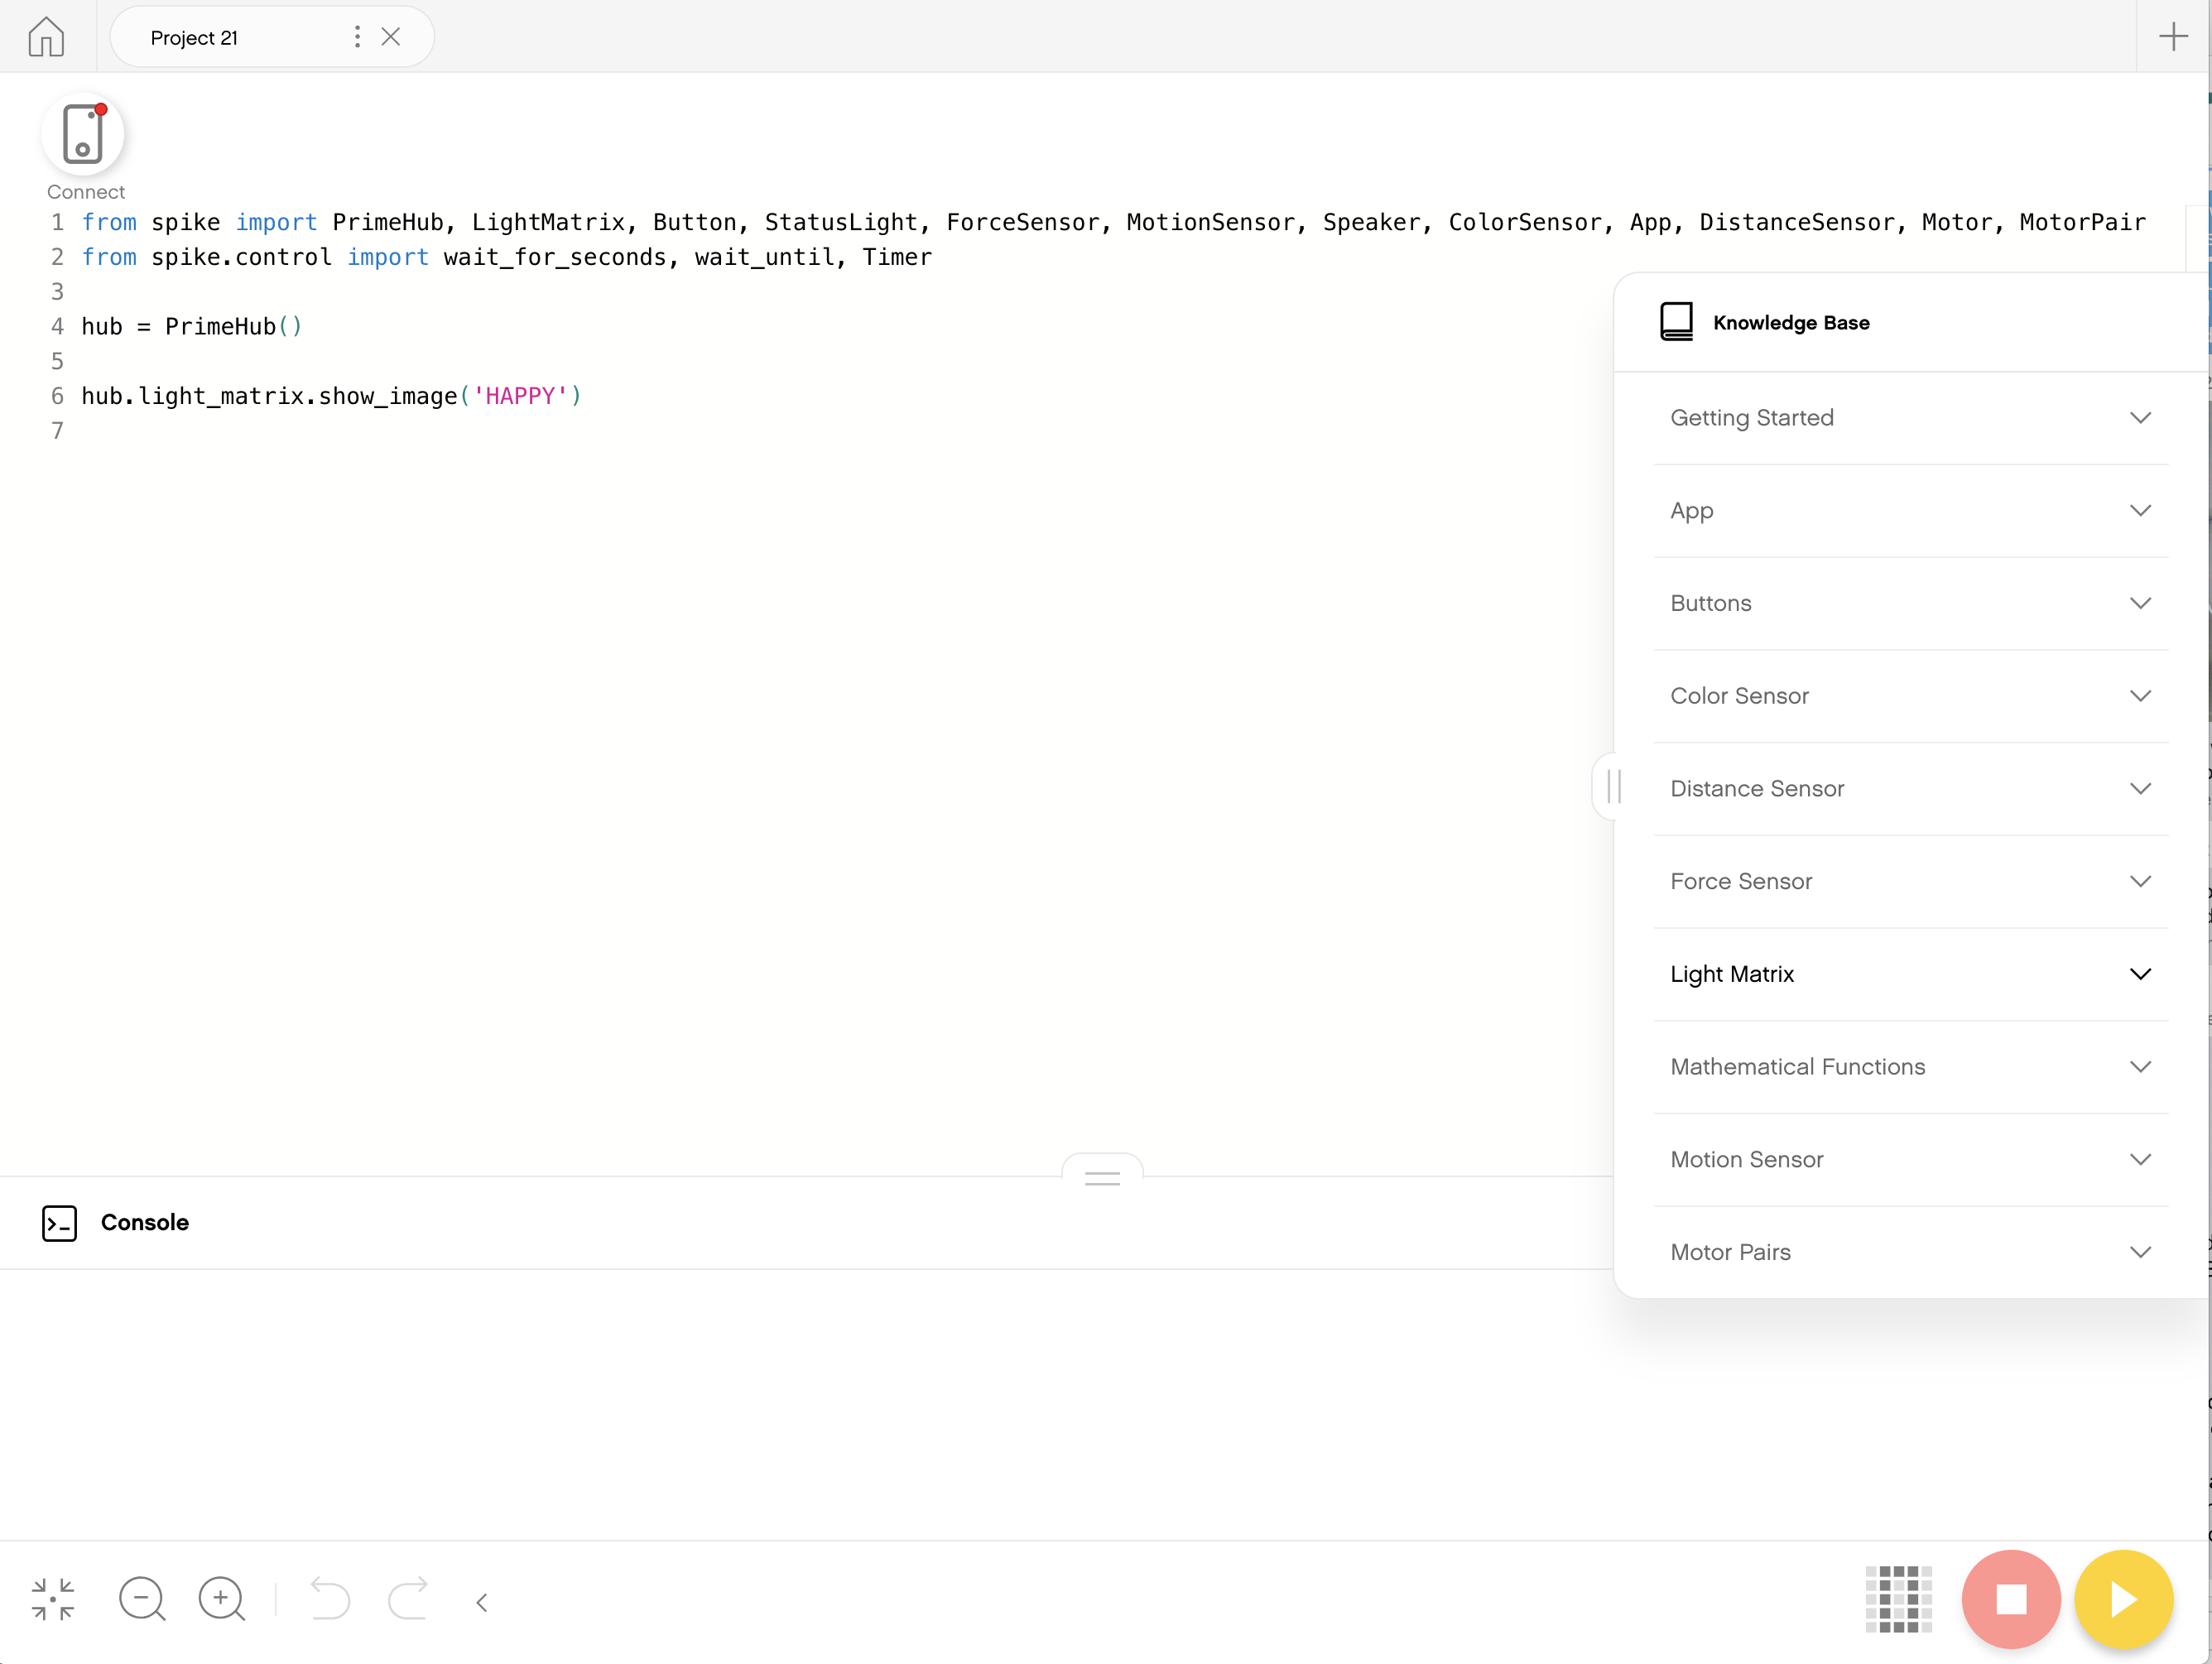 Project 21
Connect
1 from spike import PrimeHub, LightMatrix, Button, StatusLight, ForceSensor, MotionSensor, Speaker, ColorSensor, App, DistanceSensor, Motor, MotorPair
2 from spike.control import wait_for_seconds, wait_until, Timer
3
4 hub = PrimeHub()
5
6 hub.light_matrix.show_image('HAPPY')
7
Knowledge Base
Getting Started
App
Buttons
Color Sensor
Distance Sensor
Force Sensor
Light Matrix
Mathematical Functions
Motion Sensor
Motor Pairs
Console